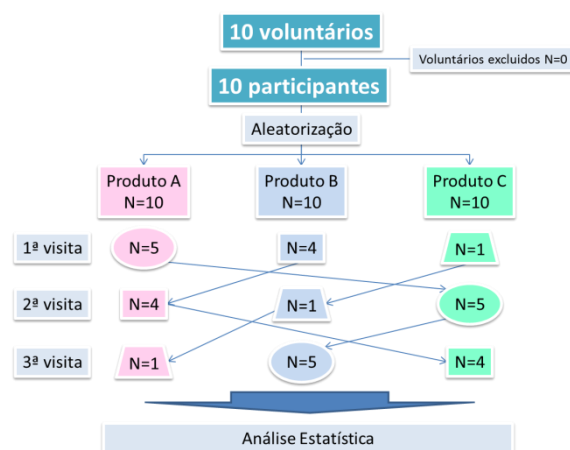 10 voluntários
Voluntários excluidos N=0
10 participantes
Aleatorização
Produto A
N=10
Produto B
N=10
Produto C
N=10
1ª visita
N=5
N=4
N=1
2ª visita
N=4
N=1
N=5
3ª visita
N=1
N=5
N=4
Análise Estatística